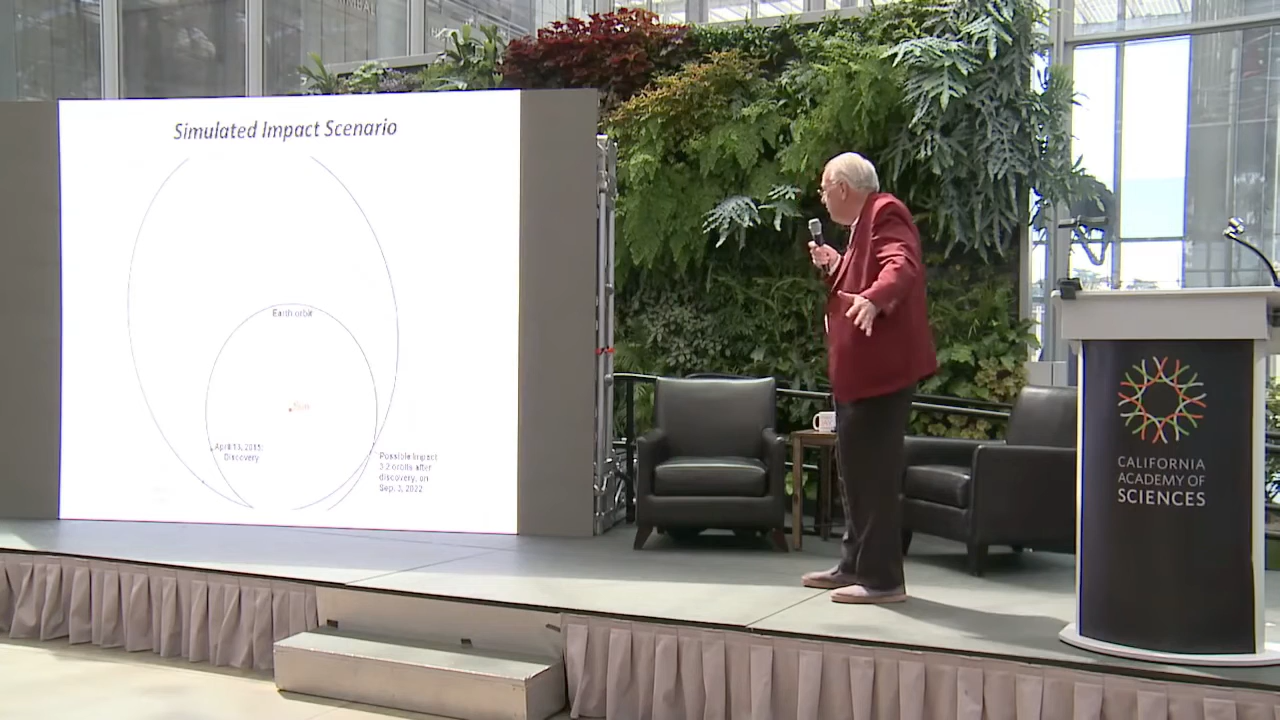 Simulated Impact Scenario
Earth orbit
April 13, 2015:
Discovery
Possible Impact
3.2 orbits after
discovery, on
Sep. 3, 2022
CALIFORNIA
ACADEMY OF
SCIENCES